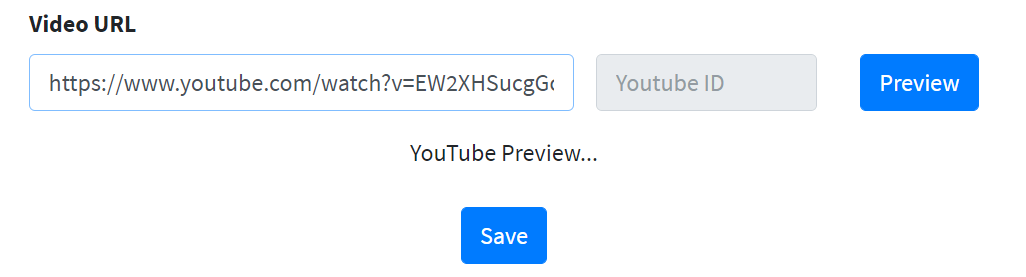 Video URL
https://www.youtube.com/watch?v=EW2XHSucgG
Youtube ID
Preview
YouTube Preview...
Save